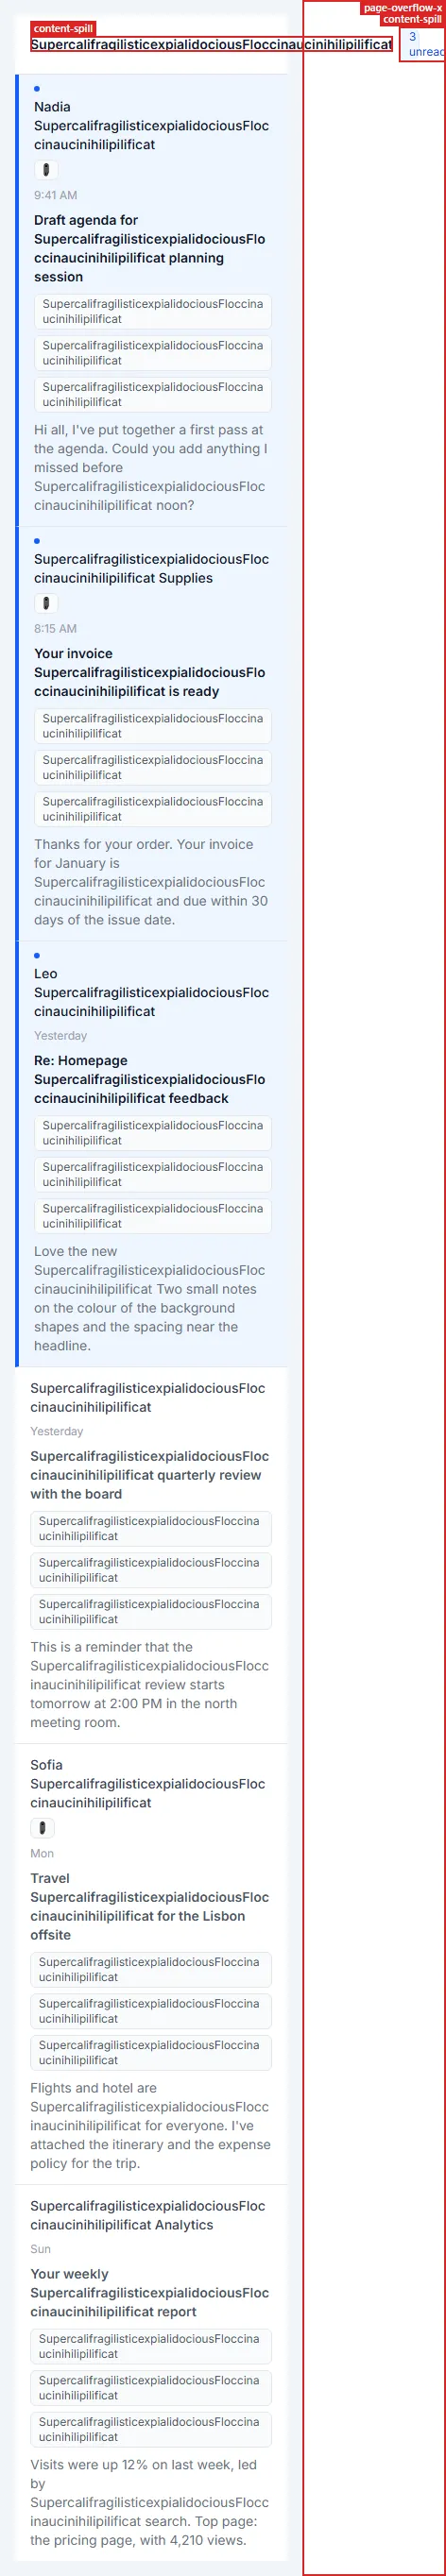 page-overflow-x
content-spill
content-spill
SupercalifragilisticexpialidociousFloccinaucinihilipilificat
3
unread
Nadia
SupercalifragilisticexpialidociousFloc
cinaucinihilipilificat
9:41 AM
Draft agenda for
SupercalifragilisticexpialidociousFlo
ccinaucinihilipilificat planning
session
SupercalifragilisticexpialidociousFloccina
ucinihilipilificat
SupercalifragilisticexpialidociousFloccina
ucinihilipilificat
SupercalifragilisticexpialidociousFloccina
ucinihilipilificat
Hi all, I've put together a first pass at
the agenda. Could you add anything I
missed before
SupercalifragilisticexpialidociousFloc
cinaucinihilipilificat noon?
SupercalifragilisticexpialidociousFloc
cinaucinihilipilificat Supplies
8:15 AM
Your invoice
SupercalifragilisticexpialidociousFlo
ccinaucinihilipilificat is ready
SupercalifragilisticexpialidociousFloccina
ucinihilipilificat
SupercalifragilisticexpialidociousFloccina
ucinihilipilificat
SupercalifragilisticexpialidociousFloccina
ucinihilipilificat
Thanks for your order. Your invoice
for January is
SupercalifragilisticexpialidociousFloc
cinaucinihilipilificat and due within 30
days of the issue date.
Leo
SupercalifragilisticexpialidociousFloc
cinaucinihilipilificat
Yesterday
Re: Homepage
SupercalifragilisticexpialidociousFlo
ccinaucinihilipilificat feedback
SupercalifragilisticexpialidociousFloccina
ucinihilipilificat
SupercalifragilisticexpialidociousFloccina
ucinihilipilificat
SupercalifragilisticexpialidociousFloccina
ucinihilipilificat
Love the new
SupercalifragilisticexpialidociousFloc
cinaucinihilipilificat Two small notes
on the colour of the background
shapes and the spacing near the
headline.
SupercalifragilisticexpialidociousFloc
cinaucinihilipilificat
Yesterday
SupercalifragilisticexpialidociousFloc
cinaucinihilipilificat quarterly review
with the board
SupercalifragilisticexpialidociousFloccina
ucinihilipilificat
SupercalifragilisticexpialidociousFloccina
ucinihilipilificat
SupercalifragilisticexpialidociousFloccina
ucinihilipilificat
This is a reminder that the
SupercalifragilisticexpialidociousFlocc
inaucinihilipilificat review starts
tomorrow at 2:00 PM in the north
meeting room.
Sofia
SupercalifragilisticexpialidociousFloc
cinaucinihilipilificat
Mon
Travel
SupercalifragilisticexpialidociousFloc
cinaucinihilipilificat for the Lisbon
offsite
SupercalifragilisticexpialidociousFloccina
ucinihilipilificat
SupercalifragilisticexpialidociousFloccina
ucinihilipilificat
SupercalifragilisticexpialidociousFloccina
ucinihilipilificat
Flights and hotel are
SupercalifragilisticexpialidociousFlocc
inaucinihilipilificat for everyone. I've
attached the itinerary and the expense
policy for the trip.
SupercalifragilisticexpialidociousFloc
cinaucinihilipilificat Analytics
Sun
Your weekly
SupercalifragilisticexpialidociousFloc
cinaucinihilipilificat report
SupercalifragilisticexpialidociousFloccina
ucinihilipilificat
SupercalifragilisticexpialidociousFloccina
ucinihilipilificat
SupercalifragilisticexpialidociousFloccina
ucinihilipilificat
Visits were up 12% on last week, led
by
SupercalifragilisticexpialidociousFlocc
inaucinihilipilificat search. Top page:
the pricing page, with 4,210 views.